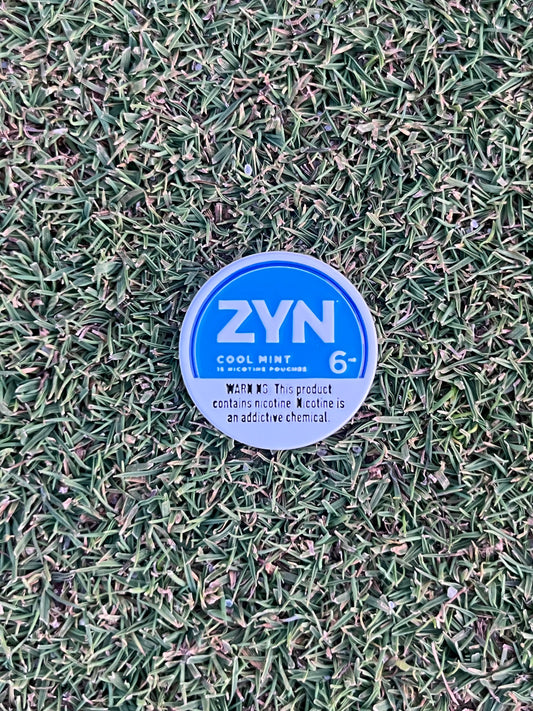 ZYN
COOL MINT
15 NICOTINE POUCHES
6
WARNING. This product
contains nicotine. Nicotine is
an addictive chemical.